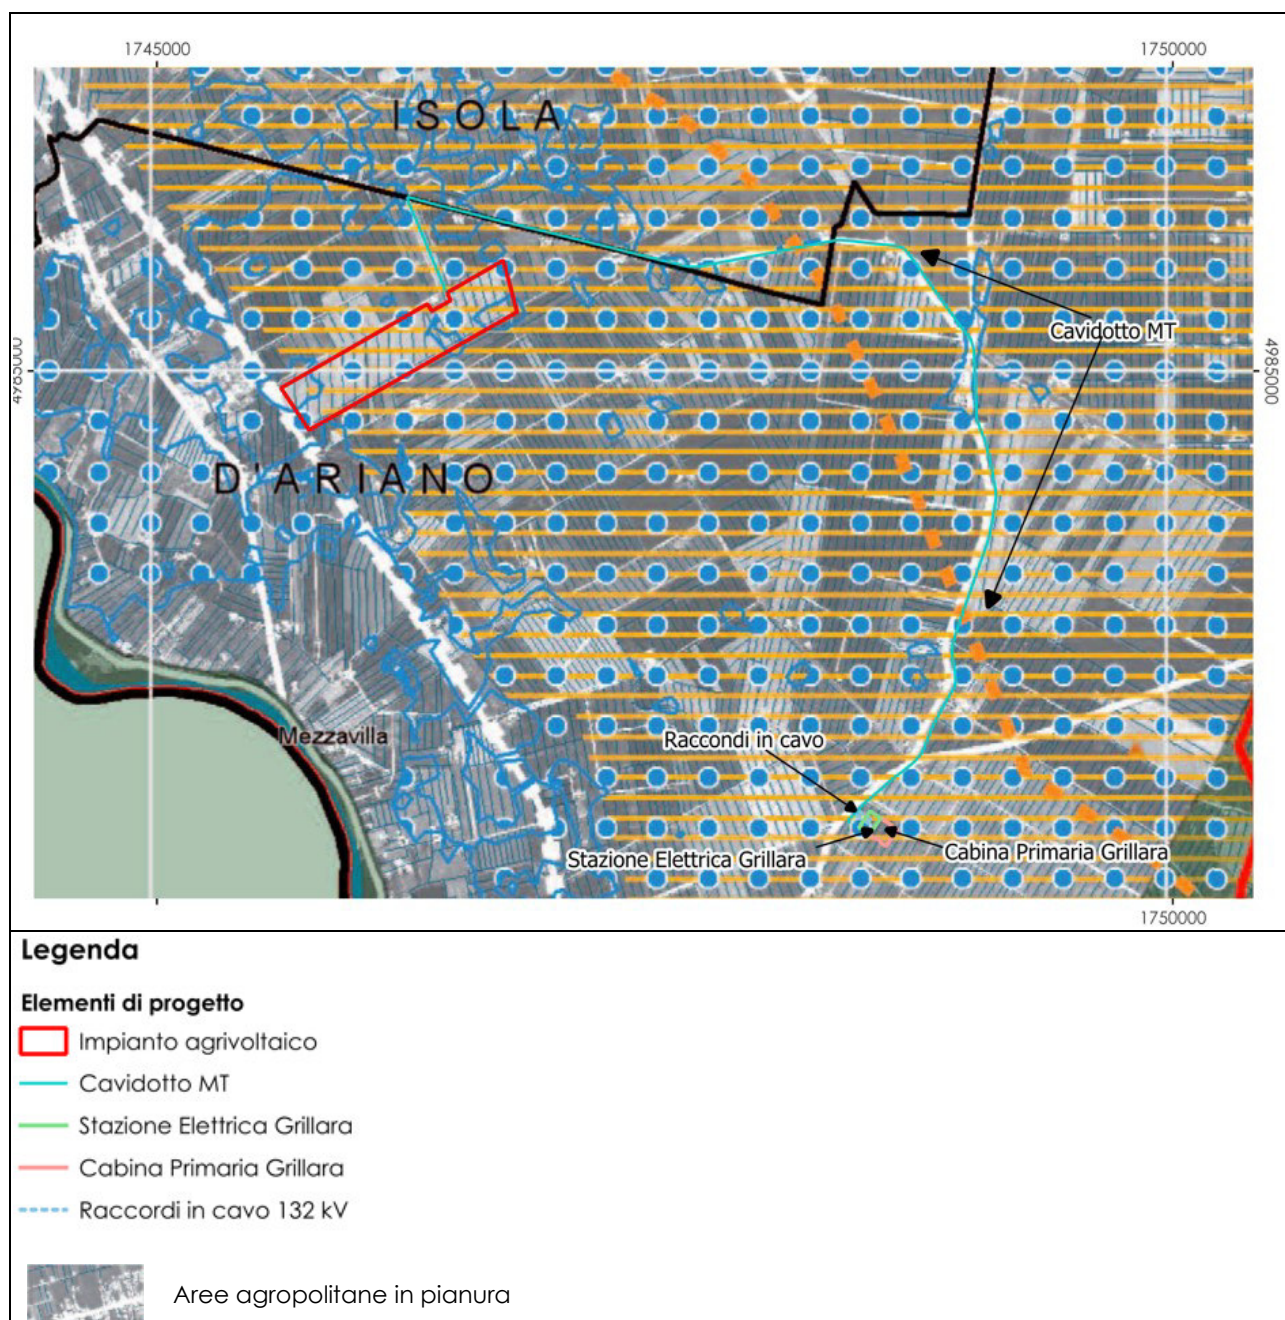 1745000
1750000
ISOLA
Cavidotto MT
4985000
4985000
D'ARIANO
Mezzavilla
Raccondi in cavo
Stazione Elettrica Grillara
Cabina Primaria Grillara
1750000
Legenda
Elementi di progetto
Impianto agrivoltaico
Cavidotto MT
Stazione Elettrica Grillara
Cabina Primaria Grillara
Raccordi in cavo 132 kV
Aree agropolitane in pianura